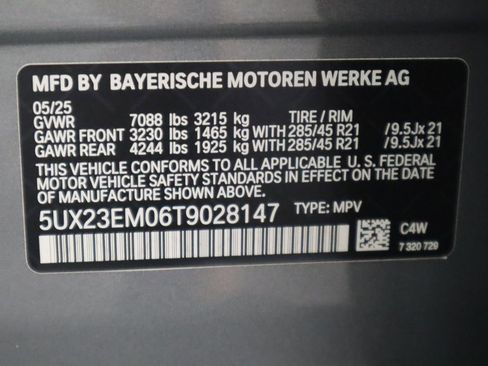 MFD BY BAYERISCHE MOTOREN WERKE AG
05/25
GVWR 7088 lbs 3215 kg TIRE / RIM
GAWR FRONT 3230 lbs 1465 kg WITH 285/45 R21 /9.5Jx 21
GAWR REAR 4244 lbs 1925 kg WITH 285/45 R21 /9.5Jx 21
THIS VEHICLE CONFORMS TO ALL APPLICABLE U. S. FEDERAL
MOTOR VEHICLE SAFETY STANDARDS IN EFFECT ON THE
DATE OF MANUFACTURE SHOWN ABOVE.
5UX23EM06T9028147 TYPE: MPV
C4W
7 320 729